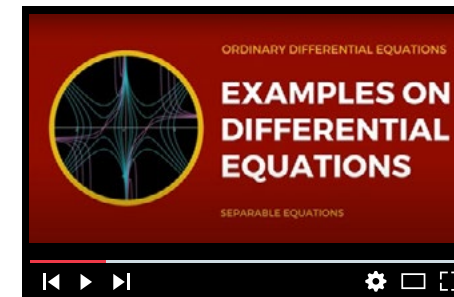 ORDINARY DIFFERENTIAL EQUATIONS
EXAMPLES ON
DIFFERENTIAL
EQUATIONS
SEPARABLE EQUATIONS